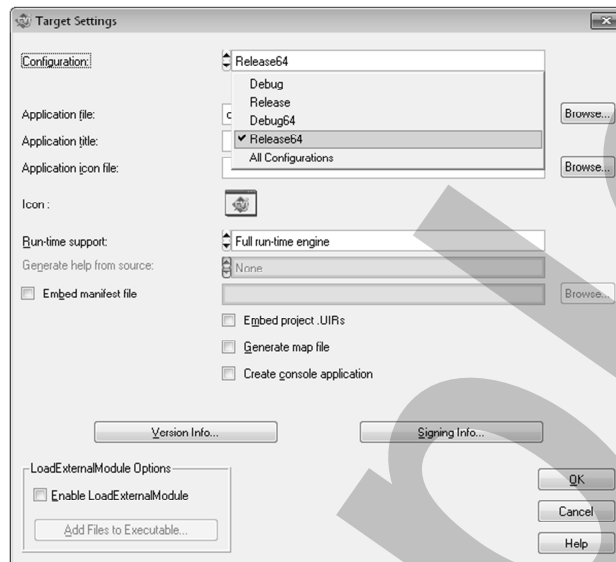 Target Settings
Configuration:
Release64
Debug
Release
Debug64
Release64
All Configurations
Application file:
Browse...
Application title:
Application icon file:
Browse...
Icon :
Run-time support:
Full run-time engine
Generate help from source:
None
Embed manifest file
Browse...
Embed project .UIRs
Generate map file
Create console application
Version Info...
Signing Info...
LoadExternalModule Options
Enable LoadExternalModule
Add Files to Executable...
OK
Cancel
Help